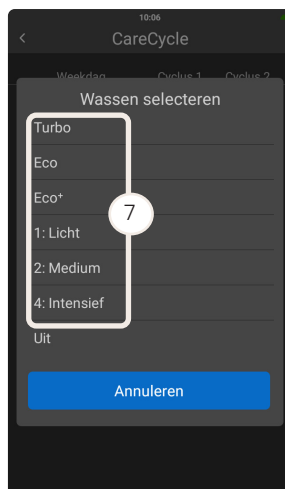 10:06
CareCycle
Weekdag Cyclus 1 Cyclus 2
Wassen selecteren
Turbo
Eco
Eco⁺
7
1: Licht
2: Medium
4: Intensief
Uit
Annuleren